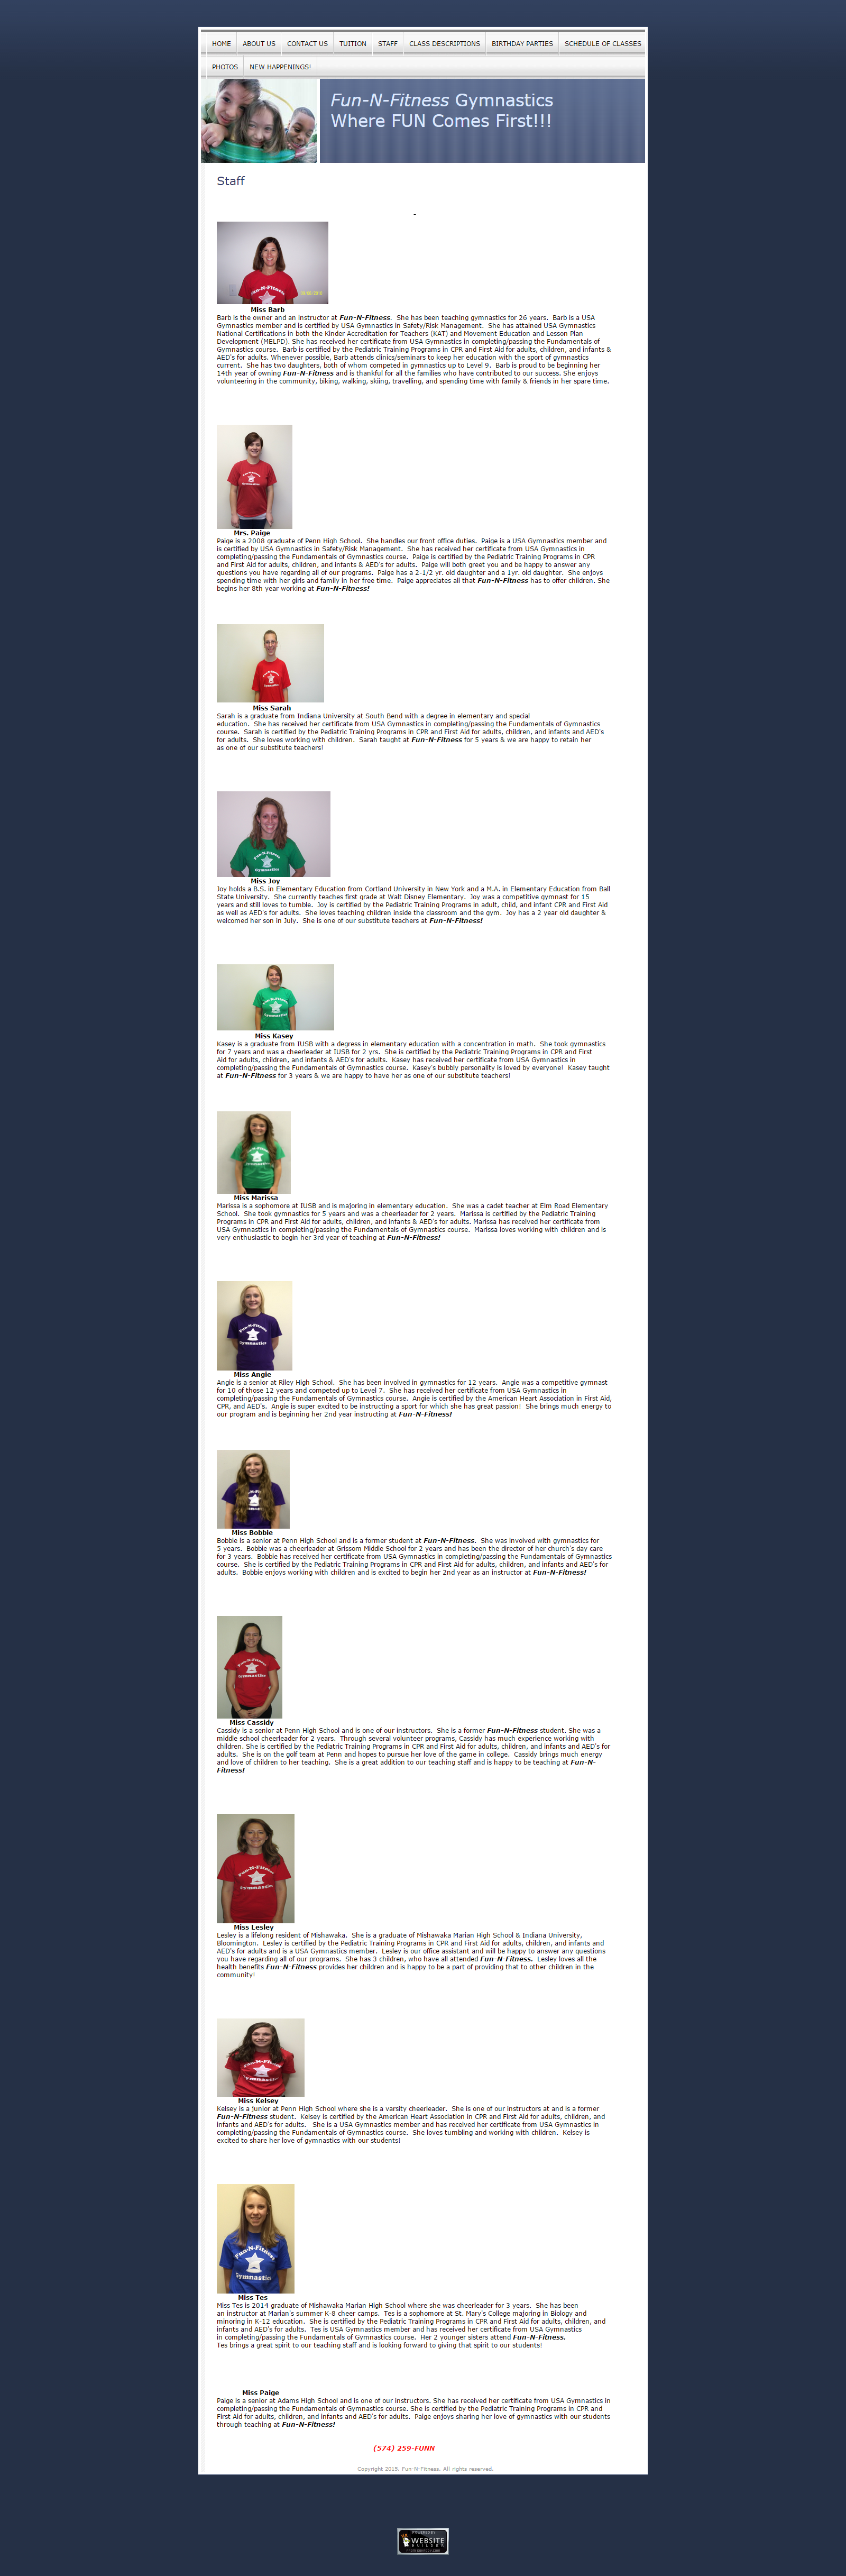 HOME
ABOUT US
CONTACT US
TUITION
STAFF
CLASS DESCRIPTIONS
BIRTHDAY PARTIES
SCHEDULE OF CLASSES
PHOTOS
NEW HAPPENINGS!
Fun-N-Fitness Gymnastics
Where FUN Comes First!!!
Staff
-
Miss Barb
Barb is the owner and an instructor at Fun-N-Fitness. She has been teaching gymnastics for 26 years. Barb is a USA
Gymnastics member and is certified by USA Gymnastics in Safety/Risk Management. She has attained USA Gymnastics
National Certifications in both the Kinder Accreditation for Teachers (KAT) and Movement Education and Lesson Plan
Development (MELPD). She has received her certificate from USA Gymnastics in completing/passing the Fundamentals of
Gymnastics course. Barb is certified by the Pediatric Training Programs in CPR and First Aid for adults, children, and infants &
AED's for adults. Whenever possible, Barb attends clinics/seminars to keep her education with the sport of gymnastics
current. She has two daughters, both of whom competed in gymnastics up to Level 9. Barb is proud to be beginning her
14th year of owning Fun-N-Fitness and is thankful for all the families who have contributed to our success. She enjoys
volunteering in the community, biking, walking, skiing, travelling, and spending time with family & friends in her spare time.
Mrs. Paige
Paige is a 2008 graduate of Penn High School. She handles our front office duties. Paige is a USA Gymnastics member and
is certified by USA Gymnastics in Safety/Risk Management. She has received her certificate from USA Gymnastics in
completing/passing the Fundamentals of Gymnastics course. Paige is certified by the Pediatric Training Programs in CPR
and First Aid for adults, children, and infants & AED's for adults. Paige will both greet you and be happy to answer any
questions you have regarding all of our programs. Paige has a 2-1/2 yr. old daughter and a 1yr. old daughter. She enjoys
spending time with her girls and family in her free time. Paige appreciates all that Fun-N-Fitness has to offer children. She
begins her 8th year working at Fun-N-Fitness!
Miss Sarah
Sarah is a graduate from Indiana University at South Bend with a degree in elementary and special
education. She has received her certificate from USA Gymnastics in completing/passing the Fundamentals of Gymnastics
course. Sarah is certified by the Pediatric Training Programs in CPR and First Aid for adults, children, and infants and AED's
for adults. She loves working with children. Sarah taught at Fun-N-Fitness for 5 years & we are happy to retain her
as one of our substitute teachers!
Miss Joy
Joy holds a B.S. in Elementary Education from Cortland University in New York and a M.A. in Elementary Education from Ball
State University. She currently teaches first grade at Walt Disney Elementary. Joy was a competitive gymnast for 15
years and still loves to tumble. Joy is certified by the Pediatric Training Programs in adult, child, and infant CPR and First Aid
as well as AED's for adults. She loves teaching children inside the classroom and the gym. Joy has a 2 year old daughter &
welcomed her son in July. She is one of our substitute teachers at Fun-N-Fitness!
Miss Kasey
Kasey is a graduate from IUSB with a degress in elementary education with a concentration in math. She took gymnastics
for 7 years and was a cheerleader at IUSB for 2 yrs. She is certified by the Pediatric Training Programs in CPR and First
Aid for adults, children, and infants & AED's for adults. Kasey has received her certificate from USA Gymnastics in
completing/passing the Fundamentals of Gymnastics course. Kasey's bubbly personality is loved by everyone! Kasey taught
at Fun-N-Fitness for 3 years & we are happy to have her as one of our substitute teachers!
Miss Marissa
Marissa is a sophomore at IUSB and is majoring in elementary education. She was a cadet teacher at Elm Road Elementary
School. She took gymnastics for 5 years and was a cheerleader for 2 years. Marissa is certified by the Pediatric Training
Programs in CPR and First Aid for adults, children, and infants & AED's for adults. Marissa has received her certificate from
USA Gymnastics in completing/passing the Fundamentals of Gymnastics course. Marissa loves working with children and is
very enthusiastic to begin her 3rd year of teaching at Fun-N-Fitness!
Miss Angie
Angie is a senior at Riley High School. She has been involved in gymnastics for 12 years. Angie was a competitive gymnast
for 10 of those 12 years and competed up to Level 7. She has received her certificate from USA Gymnastics in
completing/passing the Fundamentals of Gymnastics course. Angie is certified by the American Heart Association in First Aid,
CPR, and AED's. Angie is super excited to be instructing a sport for which she has great passion! She brings much energy to
our program and is beginning her 2nd year instructing at Fun-N-Fitness!
Miss Bobbie
Bobbie is a senior at Penn High School and is a former student at Fun-N-Fitness. She was involved with gymnastics for
5 years. Bobbie was a cheerleader at Grissom Middle School for 2 years and has been the director of her church's day care
for 3 years. Bobbie has received her certificate from USA Gymnastics in completing/passing the Fundamentals of Gymnastics
course. She is certified by the Pediatric Training Programs in CPR and First Aid for adults, children, and infants and AED's for
adults. Bobbie enjoys working with children and is excited to begin her 2nd year as an instructor at Fun-N-Fitness!
Miss Cassidy
Cassidy is a senior at Penn High School and is one of our instructors. She is a former Fun-N-Fitness student. She was a
middle school cheerleader for 2 years. Through several volunteer programs, Cassidy has much experience working with
children. She is certified by the Pediatric Training Programs in CPR and First Aid for adults, children, and infants and AED's for
adults. She is on the golf team at Penn and hopes to pursue her love of the game in college. Cassidy brings much energy
and love of children to her teaching. She is a great addition to our teaching staff and is happy to be teaching at Fun-N-
Fitness!
Miss Lesley
Lesley is a lifelong resident of Mishawaka. She is a graduate of Mishawaka Marian High School & Indiana University,
Bloomington. Lesley is certified by the Pediatric Training Programs in CPR and First Aid for adults, children, and infants and
AED's for adults and is a USA Gymnastics member. Lesley is our office assistant and will be happy to answer any questions
you have regarding all of our programs. She has 3 children, who have all attended Fun-N-Fitness. Lesley loves all the
health benefits Fun-N-Fitness provides her children and is happy to be a part of providing that to other children in the
community!
Miss Kelsey
Kelsey is a junior at Penn High School where she is a varsity cheerleader. She is one of our instructors at and is a former
Fun-N-Fitness student. Kelsey is certified by the American Heart Association in CPR and First Aid for adults, children, and
infants and AED's for adults. She is a USA Gymnastics member and has received her certificate from USA Gymnastics in
completing/passing the Fundamentals of Gymnastics course. She loves tumbling and working with children. Kelsey is
excited to share her love of gymnastics with our students!
Miss Tes
Miss Tes is 2014 graduate of Mishawaka Marian High School where she was cheerleader for 3 years. She has been
an instructor at Marian's summer K-8 cheer camps. Tes is a sophomore at St. Mary's College majoring in Biology and
minoring in K-12 education. She is certified by the Pediatric Training Programs in CPR and First Aid for adults, children, and
infants and AED's for adults. Tes is USA Gymnastics member and has received her certificate from USA Gymnastics
in completing/passing the Fundamentals of Gymnastics course. Her 2 younger sisters attend Fun-N-Fitness.
Tes brings a great spirit to our teaching staff and is looking forward to giving that spirit to our students!
Miss Paige
Paige is a senior at Adams High School and is one of our instructors. She has received her certificate from USA Gymnastics in
completing/passing the Fundamentals of Gymnastics course. She is certified by the Pediatric Training Programs in CPR and
First Aid for adults, children, and infants and AED's for adults. Paige enjoys sharing her love of gymnastics with our students
through teaching at Fun-N-Fitness!
(574) 259-FUNN
Copyright 2015. Fun-N-Fitness. All rights reserved.
WEBSITE
BUILDER